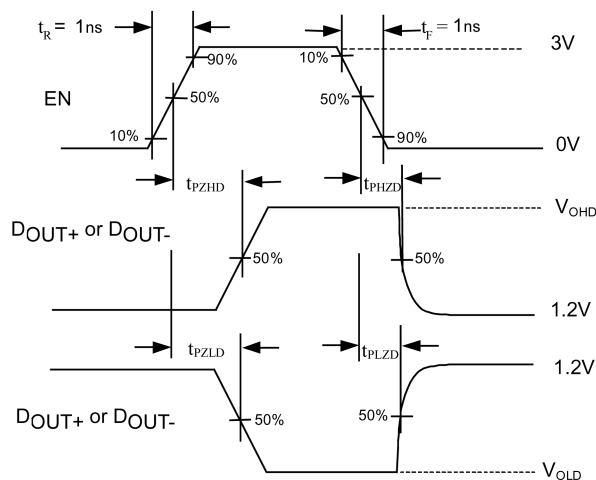 tR = 1ns
tF = 1ns
3V
90%
10%
EN
50%
50%
10%
90%
0V
tPZHD
tPHZD
VOHD
DOUT+ or DOUT-
50%
50%
1.2V
tPZLD
tPLZD
1.2V
DOUT+ or DOUT-
50%
50%
VOLD